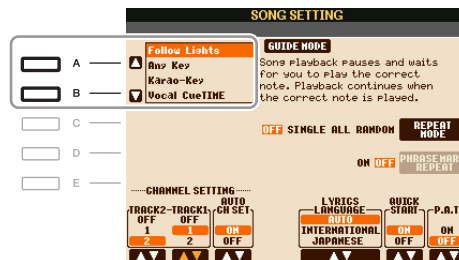 SONG SETTING
A
B
C
D
E
Follow Lights
Any Key
Karao-Key
Vocal CueTIME
GUIDE MODE
Song playback pauses and waits
for you to play the correct
note. Playback continues when
the correct note is played.
OFF SINGLE ALL RANDOM
REPEAT
MODE
ON OFF
PHRASE MARK
REPEAT
CHANNEL SETTING
TRACK2 TRACK1 AUTO CH SET
OFF OFF
1 1 ON
2 2 OFF
LYRICS LANGUAGE QUICK START P.A.T
AUTO
INTERNATIONAL ON ON
JAPANESE OFF OFF